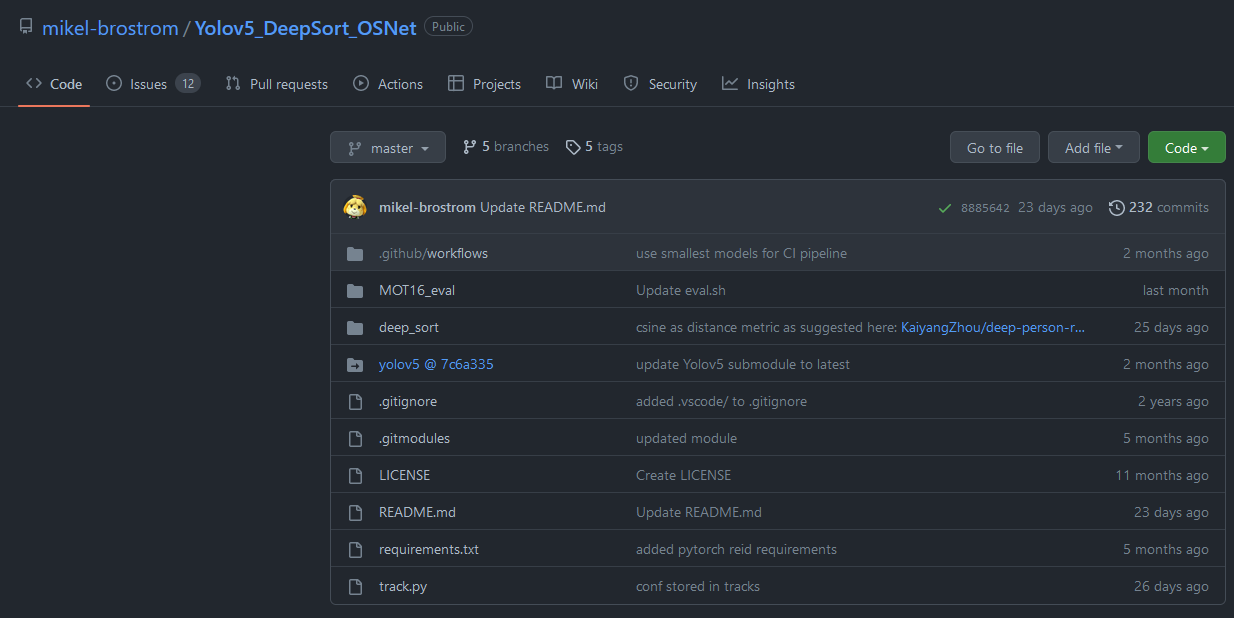 mikel-brostrom / Yolov5_DeepSort_OSNet Public
Code Issues 12 Pull requests Actions Projects Wiki Security Insights
master 5 branches 5 tags Go to file Add file Code
mikel-brostrom Update README.md 8885642 23 days ago 232 commits
.github/workflows use smallest models for CI pipeline 2 months ago
MOT16_eval Update eval.sh last month
deep_sort csine as distance metric as suggested here: KaiyangZhou/deep-person-r... 25 days ago
yolov5 @ 7c6a335 update Yolov5 submodule to latest 2 months ago
.gitignore added .vscode/ to .gitignore 2 years ago
.gitmodules updated module 5 months ago
LICENSE Create LICENSE 11 months ago
README.md Update README.md 23 days ago
requirements.txt added pytorch reid requirements 5 months ago
track.py conf stored in tracks 26 days ago